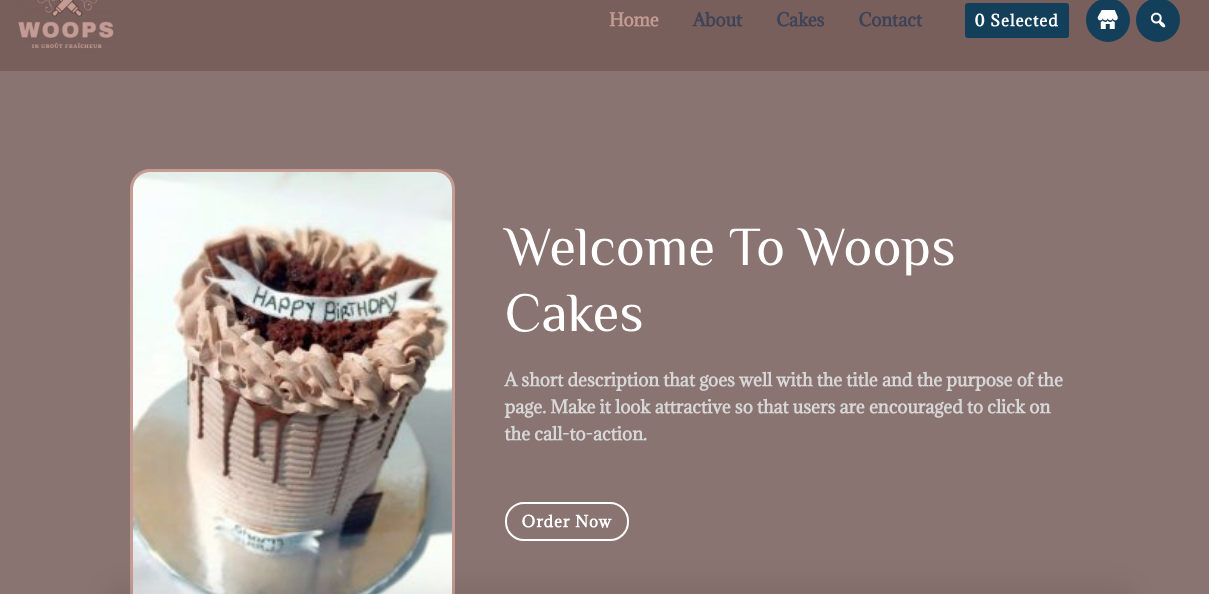 WOOPS
IN GROÛT FRAÎCHEUR
Home
About
Cakes
Contact
0 Selected
HAPPY BiRTHDAY
Welcome To Woops
Cakes
A short description that goes well with the title and the purpose of the
page. Make it look attractive so that users are encouraged to click on
the call-to-action.
Order Now